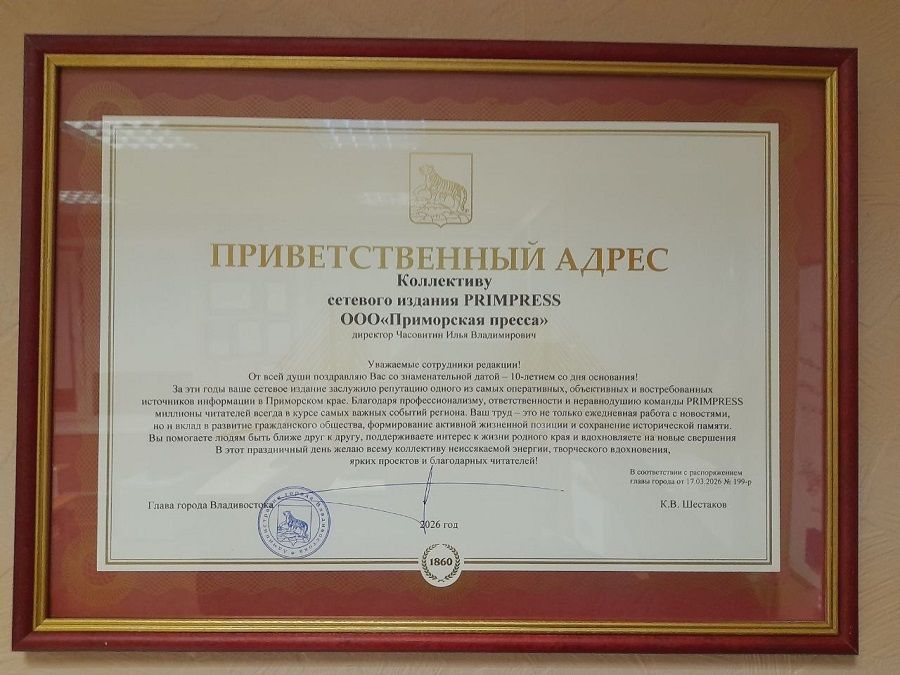 ПРИВЕТСТВЕННЫЙ АДРЕС
Коллективу
сетевого издания PRIMPRESS
ООО«Приморская пресса»
директор Часовитин Илья Владимирович
Уважаемые сотрудники редакции!
От всей души поздравляю Вас со знаменательной датой – 10-летием со дня основания!
За эти годы ваше сетевое издание заслужило репутацию одного из самых оперативных, объективных и востребованных
источников информации в Приморском крае. Благодаря профессионализму, ответственности и неравнодушию команды PRIMPRESS
миллионы читателей всегда в курсе самых важных событий региона. Ваш труд – это не только ежедневная работа с новостями,
но и вклад в развитие гражданского общества, формирование активной жизненной позиции и сохранение исторической памяти.
Вы помогаете людям быть ближе друг к другу, поддерживаете интерес к жизни родного края и вдохновляете на новые свершения
В этот праздничный день желаю всему коллективу неиссякаемой энергии, творческого вдохновения,
ярких проектов и благодарных читателей!
В соответствии с распоряжением
главы города от 17.03.2026 № 199-р
Глава города Владивостока
К.В. Шестаков
Администрация города Владивостока
2026 год
1860